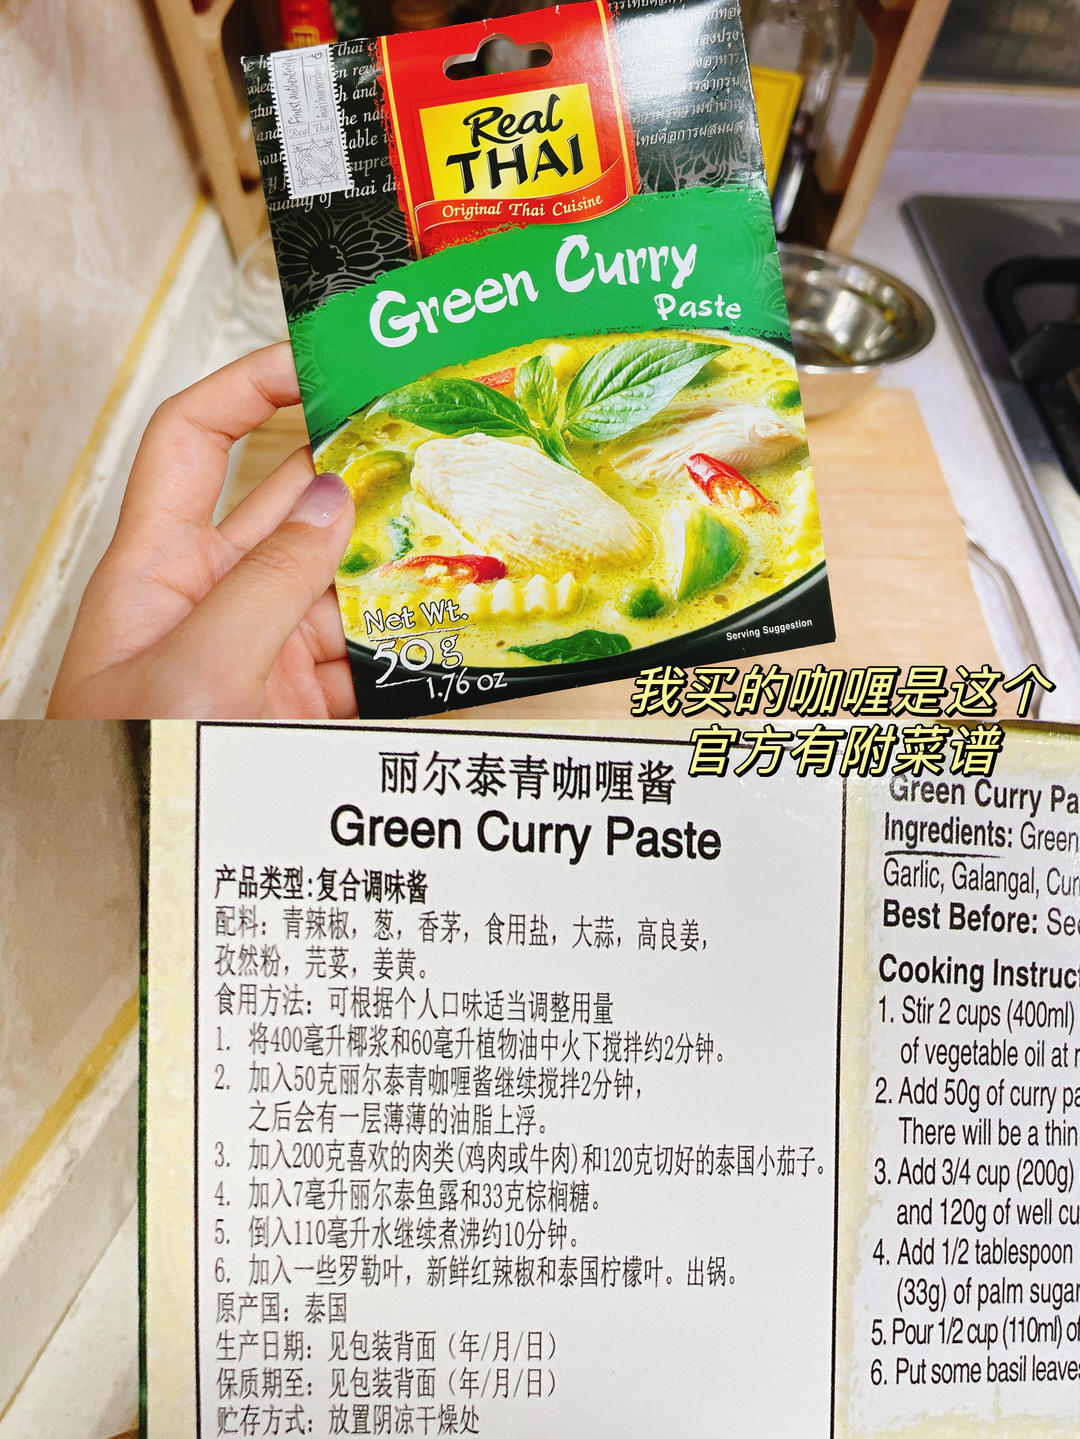 Finest Authenticity
Real Thai
Real
THAI
Original Thai Cuisine
Green Curry
Paste
Net Wt.
50g
1.76 oz
Serving Suggestion
我买的咖喱是这个
官方有附菜谱
丽尔泰青咖喱酱
Green Curry Paste
产品类型:复合调味酱
配料: 青辣椒, 葱, 香茅, 食用盐, 大蒜, 高良姜,
孜然粉, 芫荽, 姜黄。
食用方法: 可根据个人口味适当调整用量
1. 将400毫升椰浆和60毫升植物油中火下搅拌约2分钟。
2. 加入50克丽尔泰青咖喱酱继续搅拌2分钟,
之后会有一层薄薄的油脂上浮。
3. 加入200克喜欢的肉类(鸡肉或牛肉)和120克切好的泰国小茄子。
4. 加入7毫升丽尔泰鱼露和33克棕榈糖。
5. 倒入110毫升水继续煮沸约10分钟。
6. 加入一些罗勒叶, 新鲜红辣椒和泰国柠檬叶。出锅。
原产国: 泰国
生产日期: 见包装背面 (年/月/日)
保质期至: 见包装背面 (年/月/日)
贮存方式: 放置阴凉干燥处
Green Curry Pa
Ingredients: Green
Garlic, Galangal, Cu
Best Before: See
Cooking Instruct
1. Stir 2 cups (400ml)
of vegetable oil at
2. Add 50g of curry pa
There will be a thin
3. Add 3/4 cup (200g)
and 120g of well cu
4. Add 1/2 tablespoon
(33g) of palm sugar
5. Pour 1/2 cup (110ml) of
6. Put some basil leaves